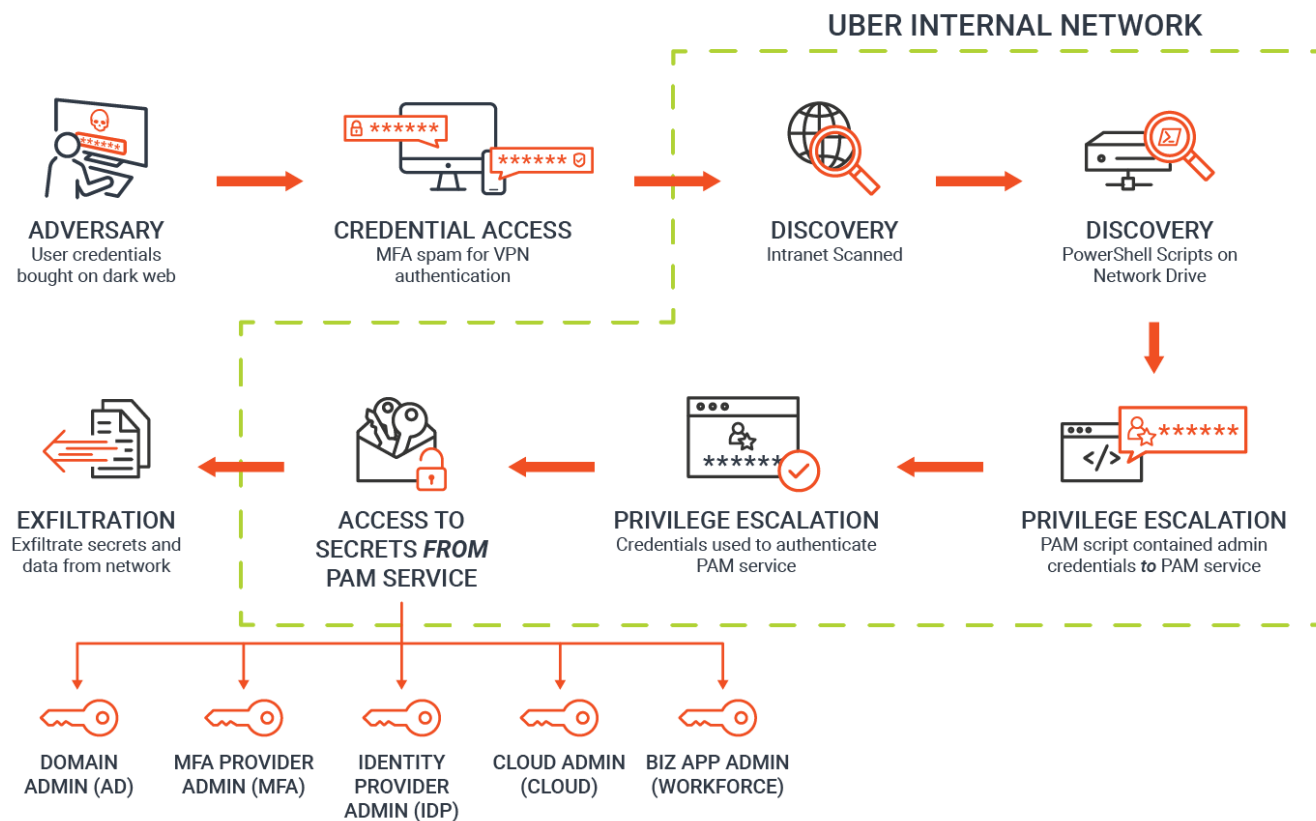 UBER INTERNAL NETWORK
******
******
******
ADVERSARY
User credentials
bought on dark web
CREDENTIAL ACCESS
MFA spam for VPN
authentication
DISCOVERY
Intranet Scanned
DISCOVERY
PowerShell Scripts on
Network Drive
EXFILTRATION
Exfiltrate secrets and
data from network
ACCESS TO
SECRETS FROM
PAM SERVICE
******
PRIVILEGE ESCALATION
Credentials used to authenticate
PAM service
******
</>
PRIVILEGE ESCALATION
PAM script contained admin
credentials to PAM service
DOMAIN
ADMIN (AD)
MFA PROVIDER
ADMIN (MFA)
IDENTITY
PROVIDER
ADMIN (IDP)
CLOUD ADMIN
(CLOUD)
BIZ APP ADMIN
(WORKFORCE)